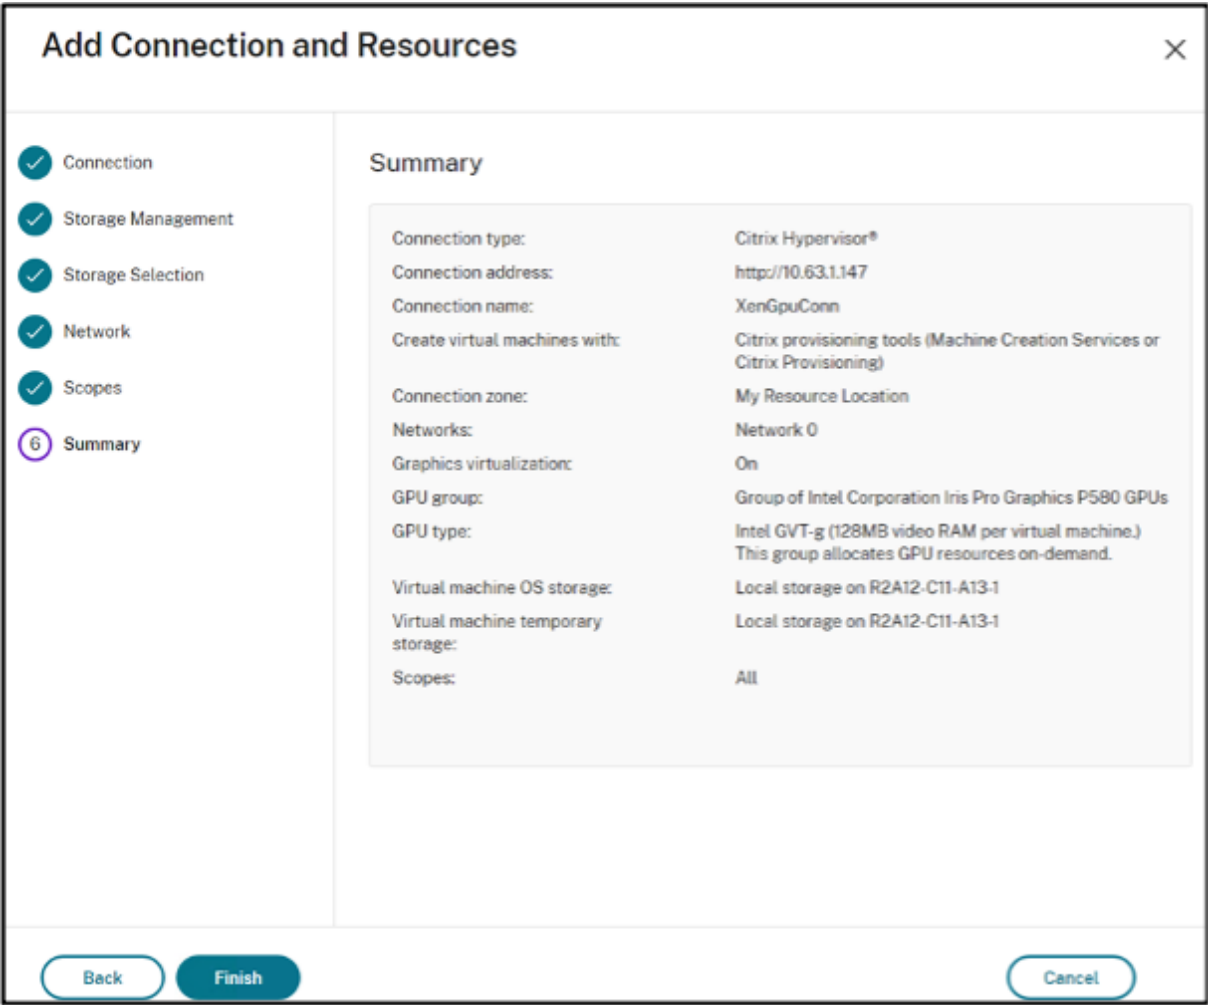 Add Connection and Resources
Connection
Storage Management
Storage Selection
Network
Scopes
6 Summary
Summary
Connection type: Citrix Hypervisor®
Connection address: http://10.63.1.147
Connection name: XenGpuConn
Create virtual machines with: Citrix provisioning tools (Machine Creation Services or
Citrix Provisioning)
Connection zone: My Resource Location
Networks: Network 0
Graphics virtualization: On
GPU group: Group of Intel Corporation Iris Pro Graphics P580 GPUs
GPU type: Intel GVT-g (128MB video RAM per virtual machine.)
This group allocates GPU resources on-demand.
Virtual machine OS storage: Local storage on R2A12-C11-A13-1
Virtual machine temporary Local storage on R2A12-C11-A13-1
storage:
Scopes: All
Back Finish Cancel